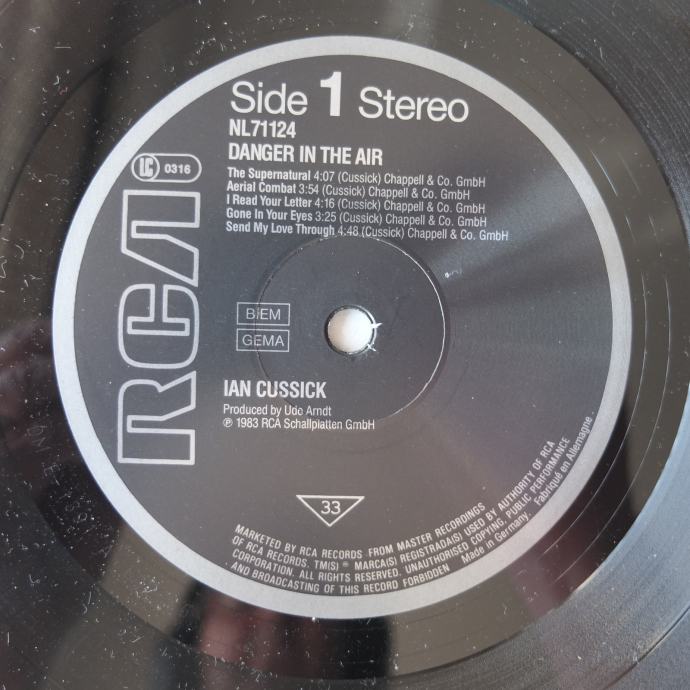 Side 1 Stereo
NL71124
DANGER IN THE AIR
The Supernatural 4:07 (Cussick) Chappell & Co. GmbH
Aerial Combat 3:54 (Cussick) Chappell & Co. GmbH
I Read Your Letter 4:16 (Cussick) Chappell & Co. GmbH
Gone In Your Eyes 3:25 (Cussick) Chappell & Co. GmbH
Send My Love Through 4:48 (Cussick) Chappell & Co. GmbH
LC 0316
RCA
BIEM
GEMA
IAN CUSSICK
Produced by Udo Arndt
℗ 1983 RCA Schallplatten GmbH
33
MARKETED BY RCA RECORDS · FROM MASTER RECORDINGS
OF RCA RECORDS. TM(S) ® MARCA(S) REGISTRADA(S) USED BY AUTHORITY OF RCA
CORPORATION. ALL RIGHTS RESERVED. UNAUTHORISED COPYING, PUBLIC PERFORMANCE
AND BROADCASTING OF THIS RECORD FORBIDDEN Made in Germany. Fabriqué en Allemagne.